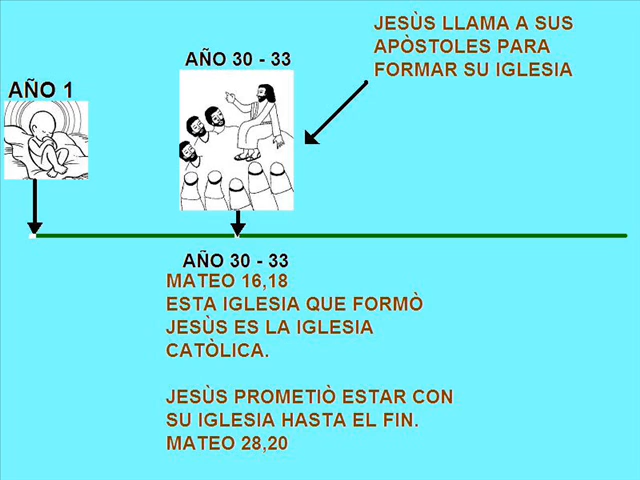 JESÙS LLAMA A SUS
APÒSTOLES PARA
FORMAR SU IGLESIA
AÑO 30 - 33
AÑO 1
AÑO 30 - 33
MATEO 16,18
ESTA IGLESIA QUE FORMÒ
JESÙS ES LA IGLESIA
CATÒLICA.
JESÙS PROMETIÒ ESTAR CON
SU IGLESIA HASTA EL FIN.
MATEO 28,20